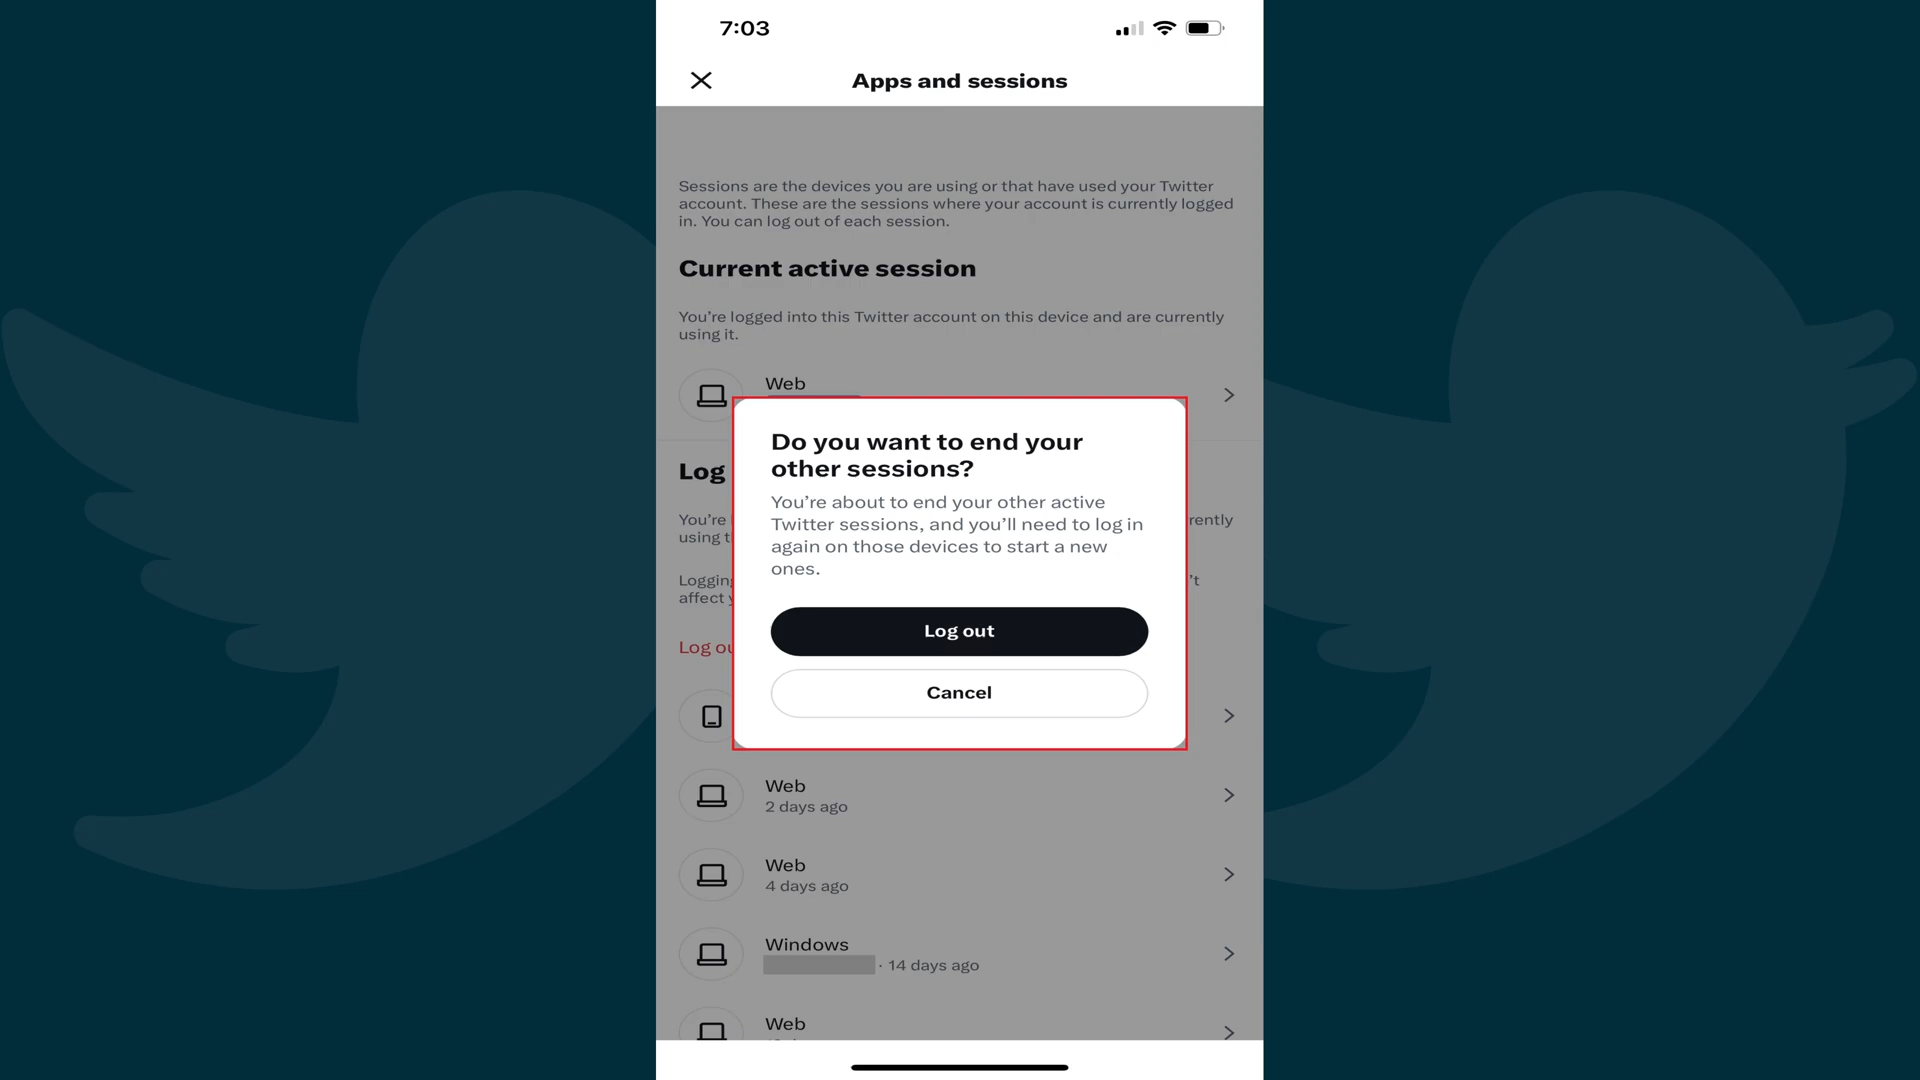 7:03
Apps and sessions
Sessions are the devices you are using or that have used your Twitter
account. These are the sessions where your account is currently logged
in. You can log out of each session.
Current active session
You're logged into this Twitter account on this device and are currently
using it.
Web
Do you want to end your
other sessions?
You're about to end your other active
Twitter sessions, and you'll need to log in
again on those devices to start a new
ones.
Log out
Cancel
Log
You're
rently
using t
Logging
't
affect
Log ou
Web
2 days ago
Web
4 days ago
Windows
· 14 days ago
Web